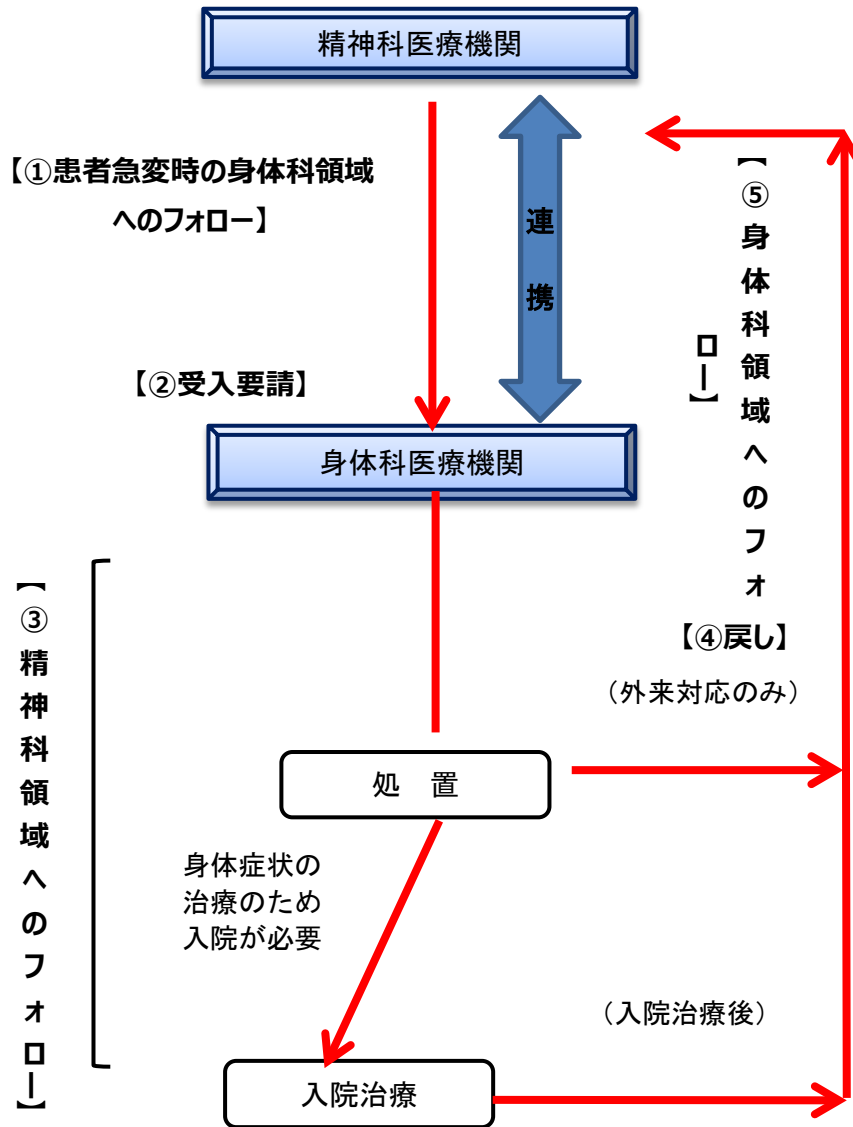 精神科医療機関
【①患者急変時の身体科領域
へのフォロー】
連携
【⑤身体科領域へのフォ
ロー】
【②受入要請】
身体科医療機関
【③精神科領域へのフォロー】
【④戻し】
（外来対応のみ）
処　置
身体症状の
治療のため
入院が必要
（入院治療後）
入院治療